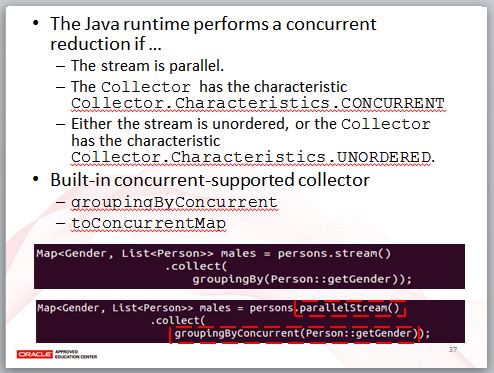 • The Java runtime performs a concurrent
reduction if …
– The stream is parallel.
– The Collector has the characteristic
Collector.Characteristics.CONCURRENT
– Either the stream is unordered, or the Collector
has the characteristic
Collector.Characteristics.UNORDERED.
• Built-in concurrent-supported collector
– groupingByConcurrent
– toConcurrentMap
Map<Gender, List<Person>> males = persons.stream()
.collect(
groupingBy(Person::getGender));
Map<Gender, List<Person>> males = persons.parallelStream()
.collect(
groupingByConcurrent(Person::getGender));
ORACLE APPROVED
EDUCATION CENTER
37